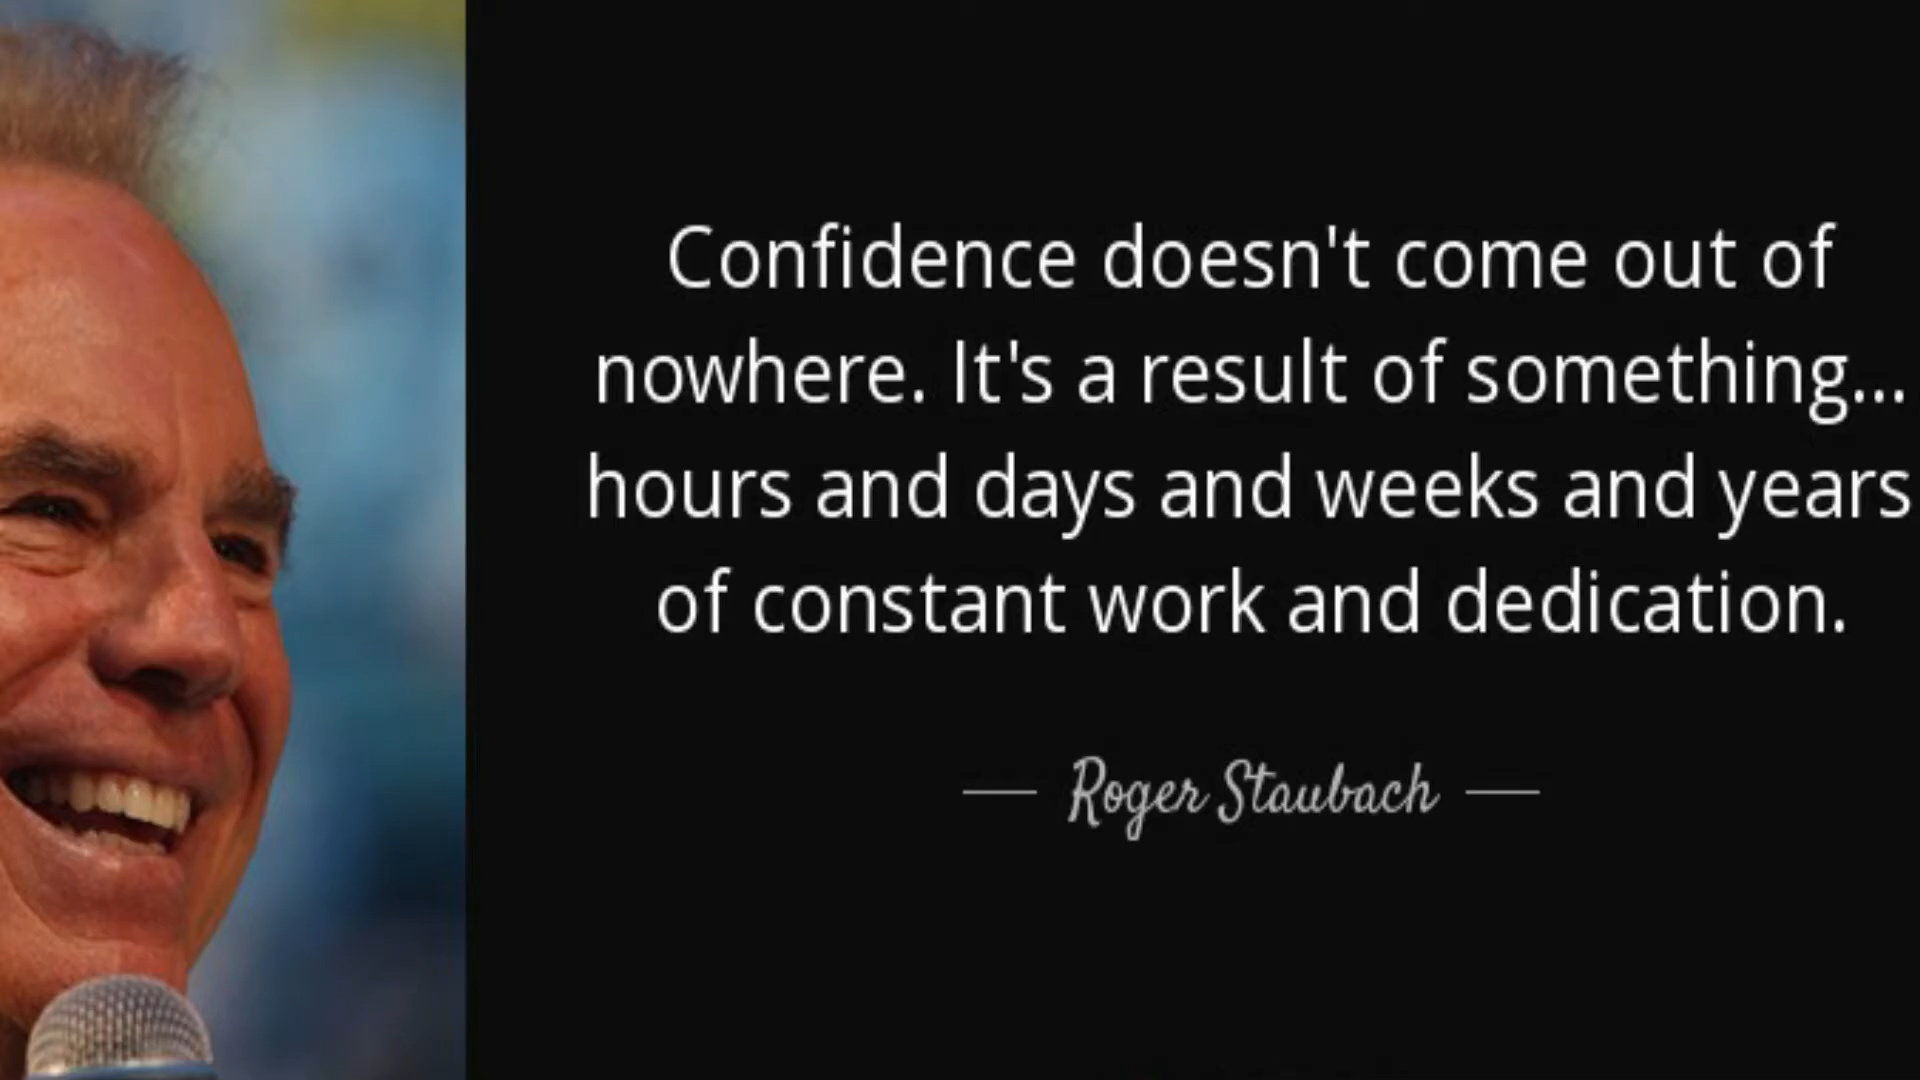 Confidence doesn't come out of
nowhere. It's a result of something...
hours and days and weeks and years
of constant work and dedication.
Roger Staubach